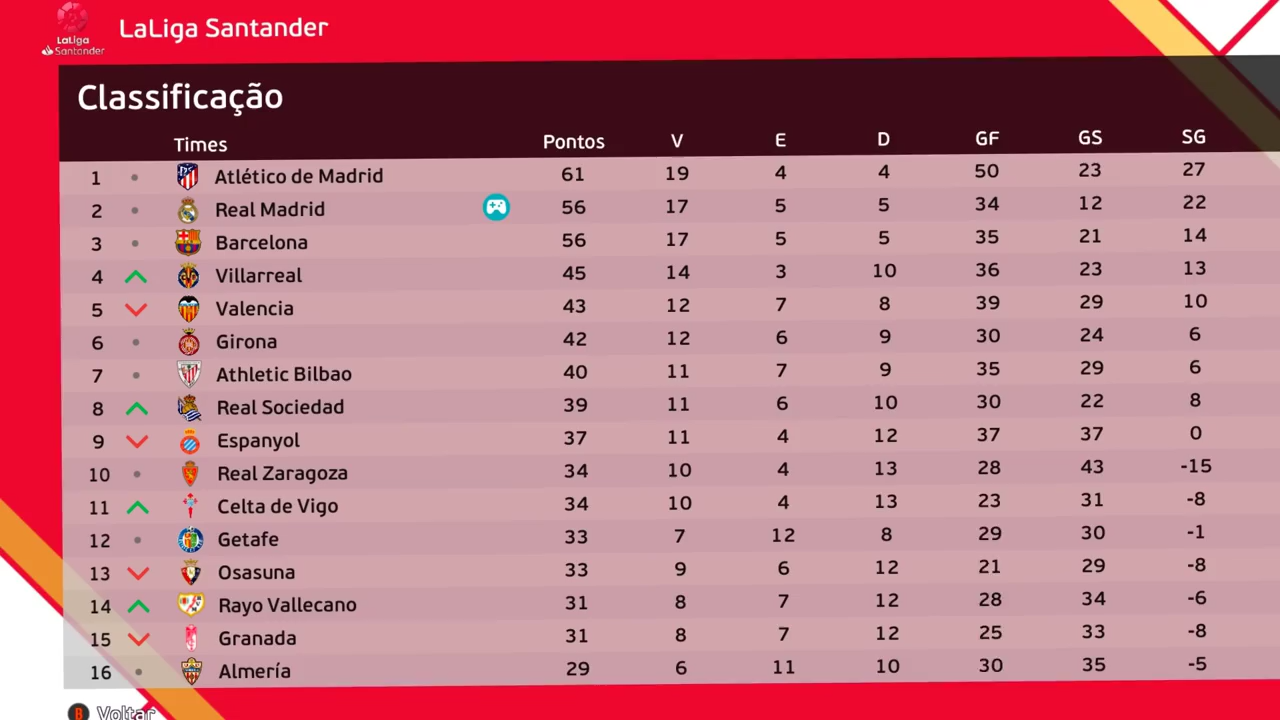 LaLiga Santander
LaLiga
Santander
Classificação
Times Pontos V E D GF GS SG
1 Atlético de Madrid 61 19 4 4 50 23 27
2 Real Madrid 56 17 5 5 34 12 22
3 Barcelona 56 17 5 5 35 21 14
4 Villarreal 45 14 3 10 36 23 13
5 Valencia 43 12 7 8 39 29 10
6 Girona 42 12 6 9 30 24 6
7 Athletic Bilbao 40 11 7 9 35 29 6
8 Real Sociedad 39 11 6 10 30 22 8
9 Espanyol 37 11 4 12 37 37 0
10 Real Zaragoza 34 10 4 13 28 43 -15
11 Celta de Vigo 34 10 4 13 23 31 -8
12 Getafe 33 7 12 8 29 30 -1
13 Osasuna 33 9 6 12 21 29 -8
14 Rayo Vallecano 31 8 7 12 28 34 -6
15 Granada 31 8 7 12 25 33 -8
16 Almería 29 6 11 10 30 35 -5
B Voltar